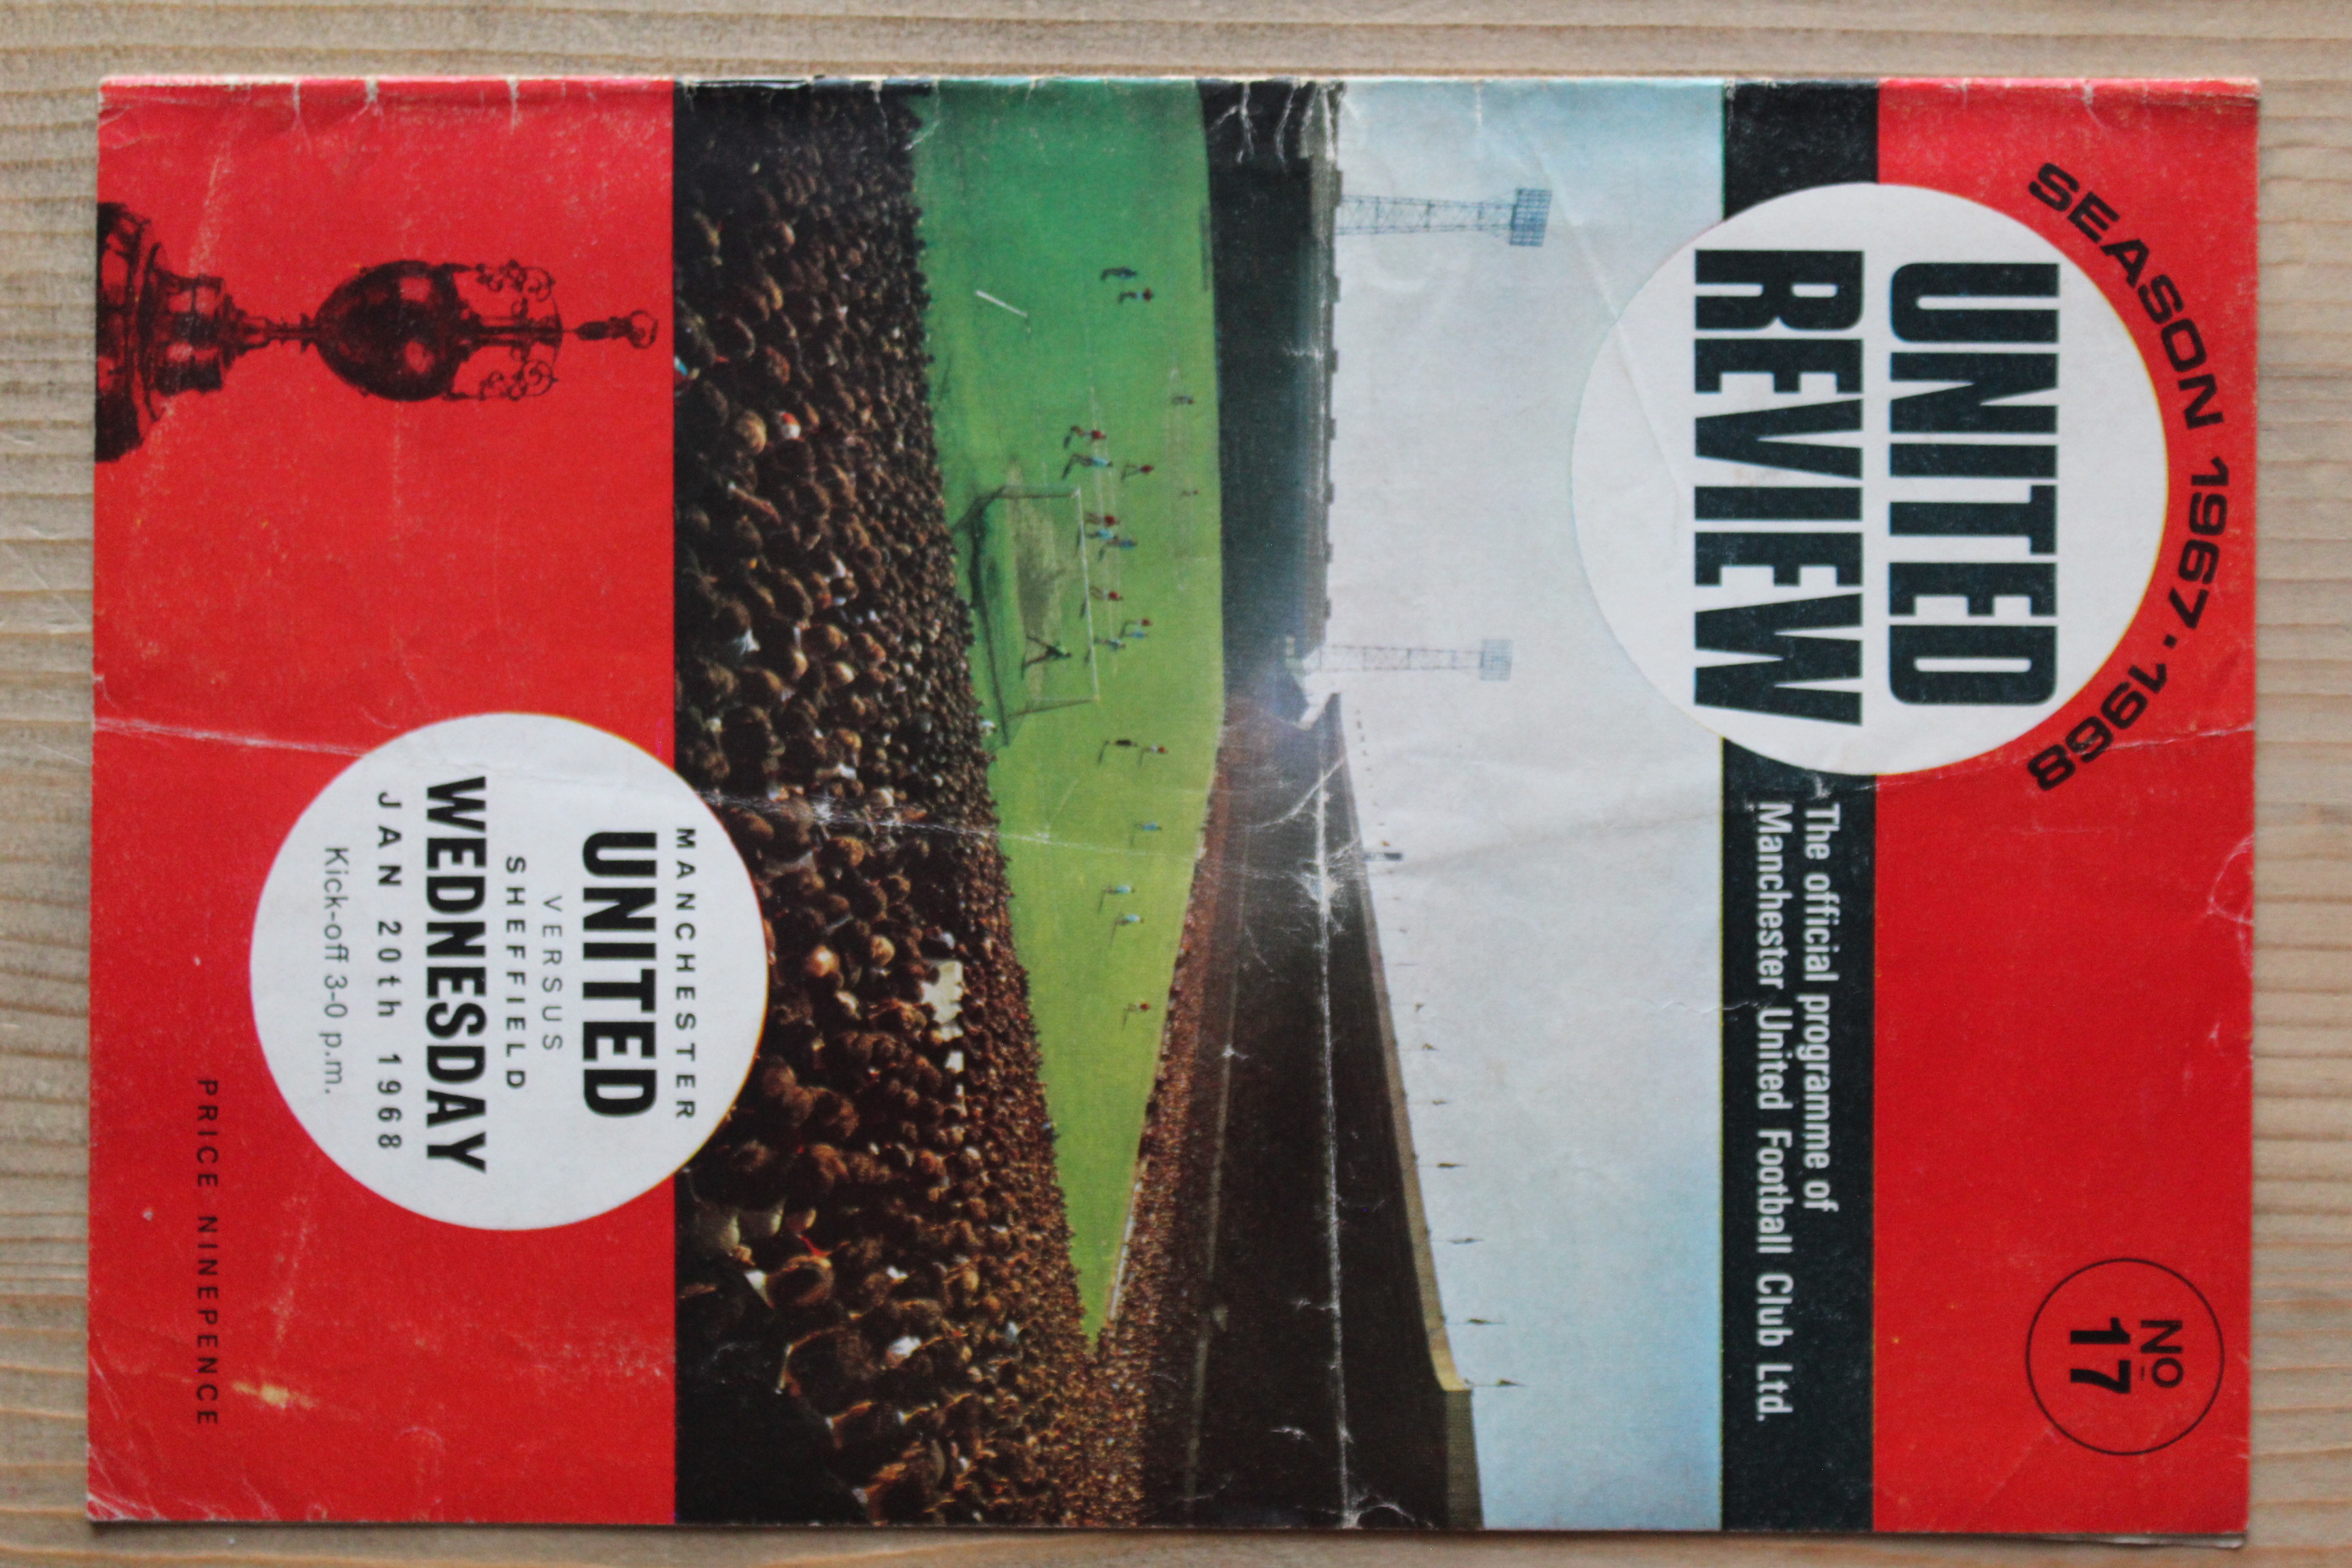 SEASON 1967·1968
UNITED
REVIEW
No
17
The official programme of
Manchester United Football Club Ltd.
MANCHESTER
UNITED
VERSUS
SHEFFIELD
WEDNESDAY
JAN 20th 1968
Kick-off 3-0 p.m.
PRICE NINEPENCE